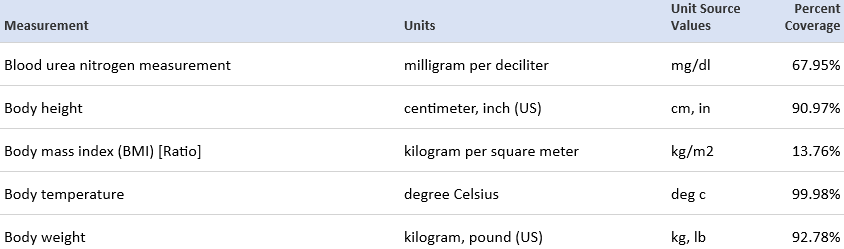 Measurement Units Unit Source Values Percent Coverage
Blood urea nitrogen measurement milligram per deciliter mg/dl 67.95%
Body height centimeter, inch (US) cm, in 90.97%
Body mass index (BMI) [Ratio] kilogram per square meter kg/m2 13.76%
Body temperature degree Celsius deg c 99.98%
Body weight kilogram, pound (US) kg, lb 92.78%